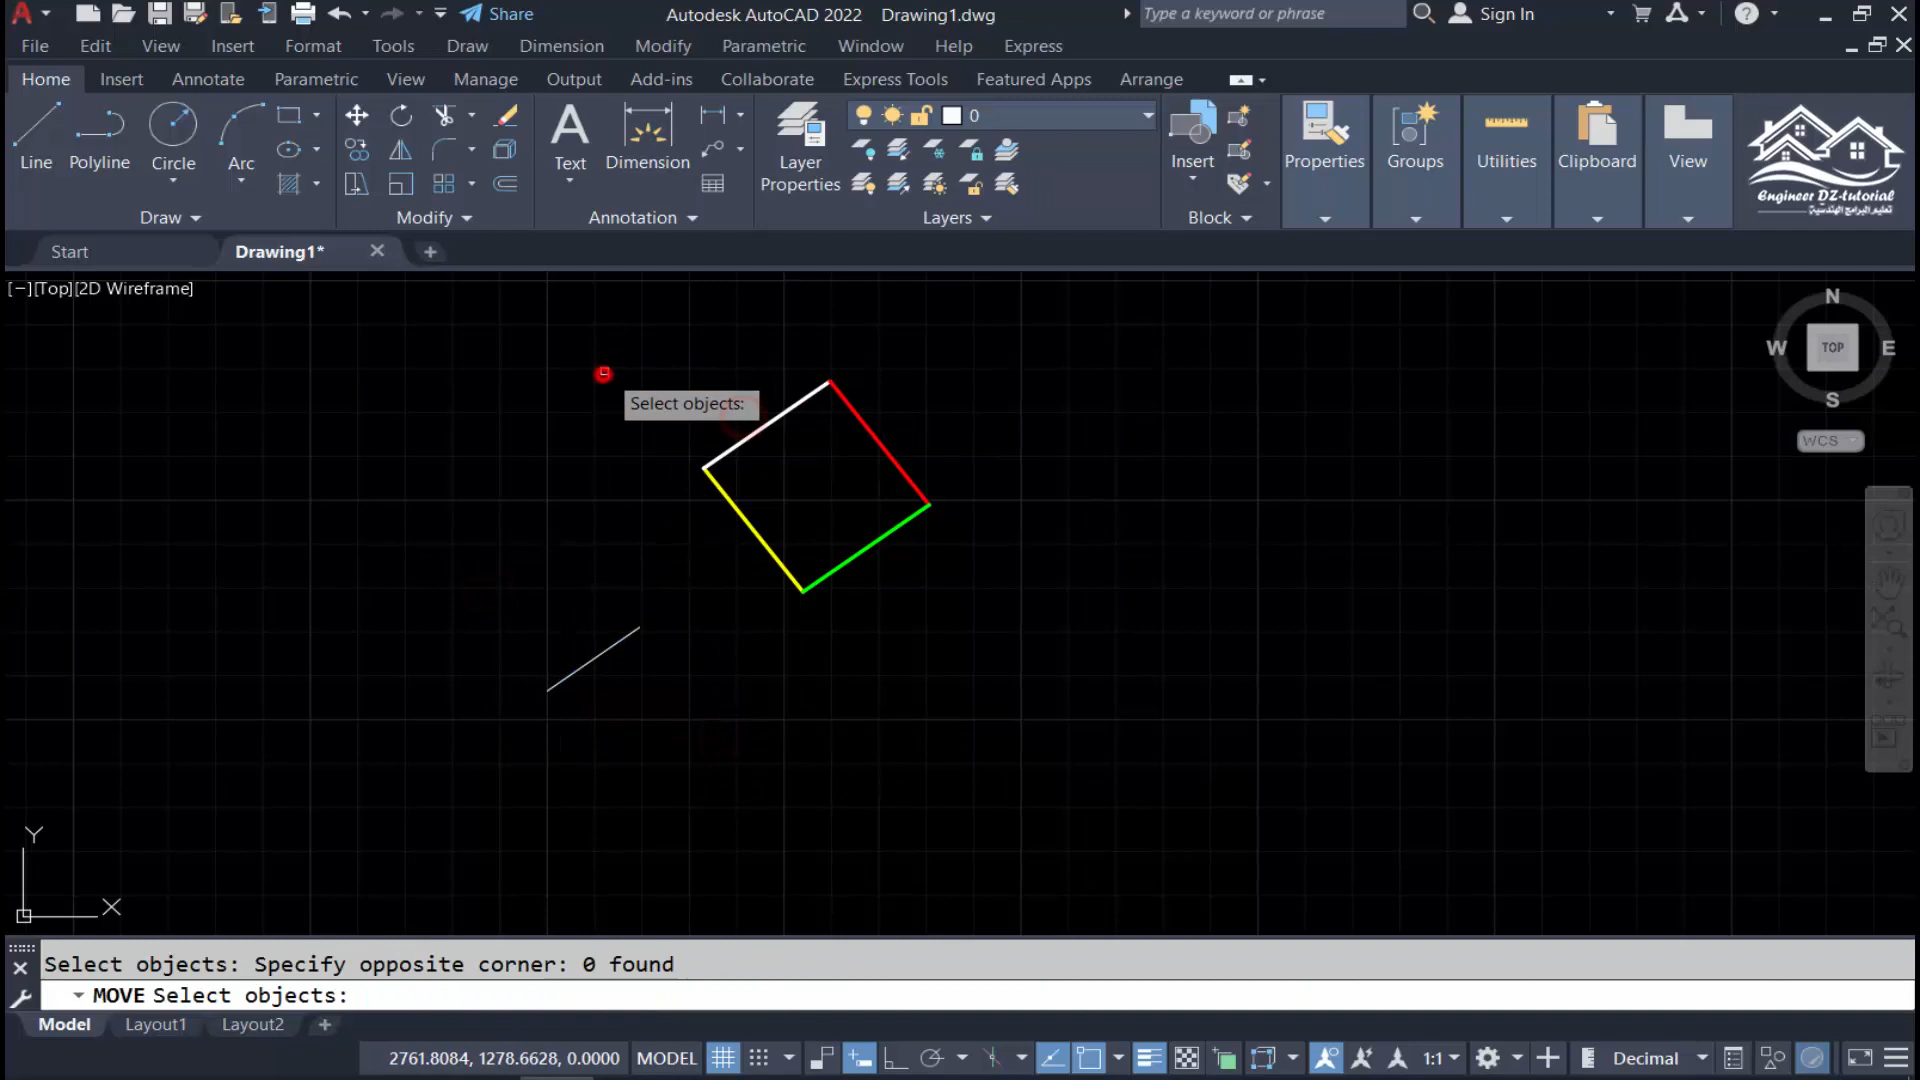 Share
Autodesk AutoCAD 2022 Drawing1.dwg
Type a keyword or phrase
Sign In
File Edit View Insert Format Tools Draw Dimension Modify Parametric Window Help Express
Home Insert Annotate Parametric View Manage Output Add-ins Collaborate Express Tools Featured Apps Arrange
0
Line Polyline Circle Arc
Text Dimension
Layer Properties
Insert Properties Groups Utilities Clipboard View
Engineer DZ-tutorial
تعليم البرامج الهندسية
Draw Modify Annotation Layers Block
Start Drawing1*
[−][Top][2D Wireframe]
N
W TOP E
S
WCS
Select objects:
Y
X
Select objects: Specify opposite corner: 0 found
MOVE Select objects:
Model Layout1 Layout2
2761.8084, 1278.6628, 0.0000 MODEL 1:1 Decimal